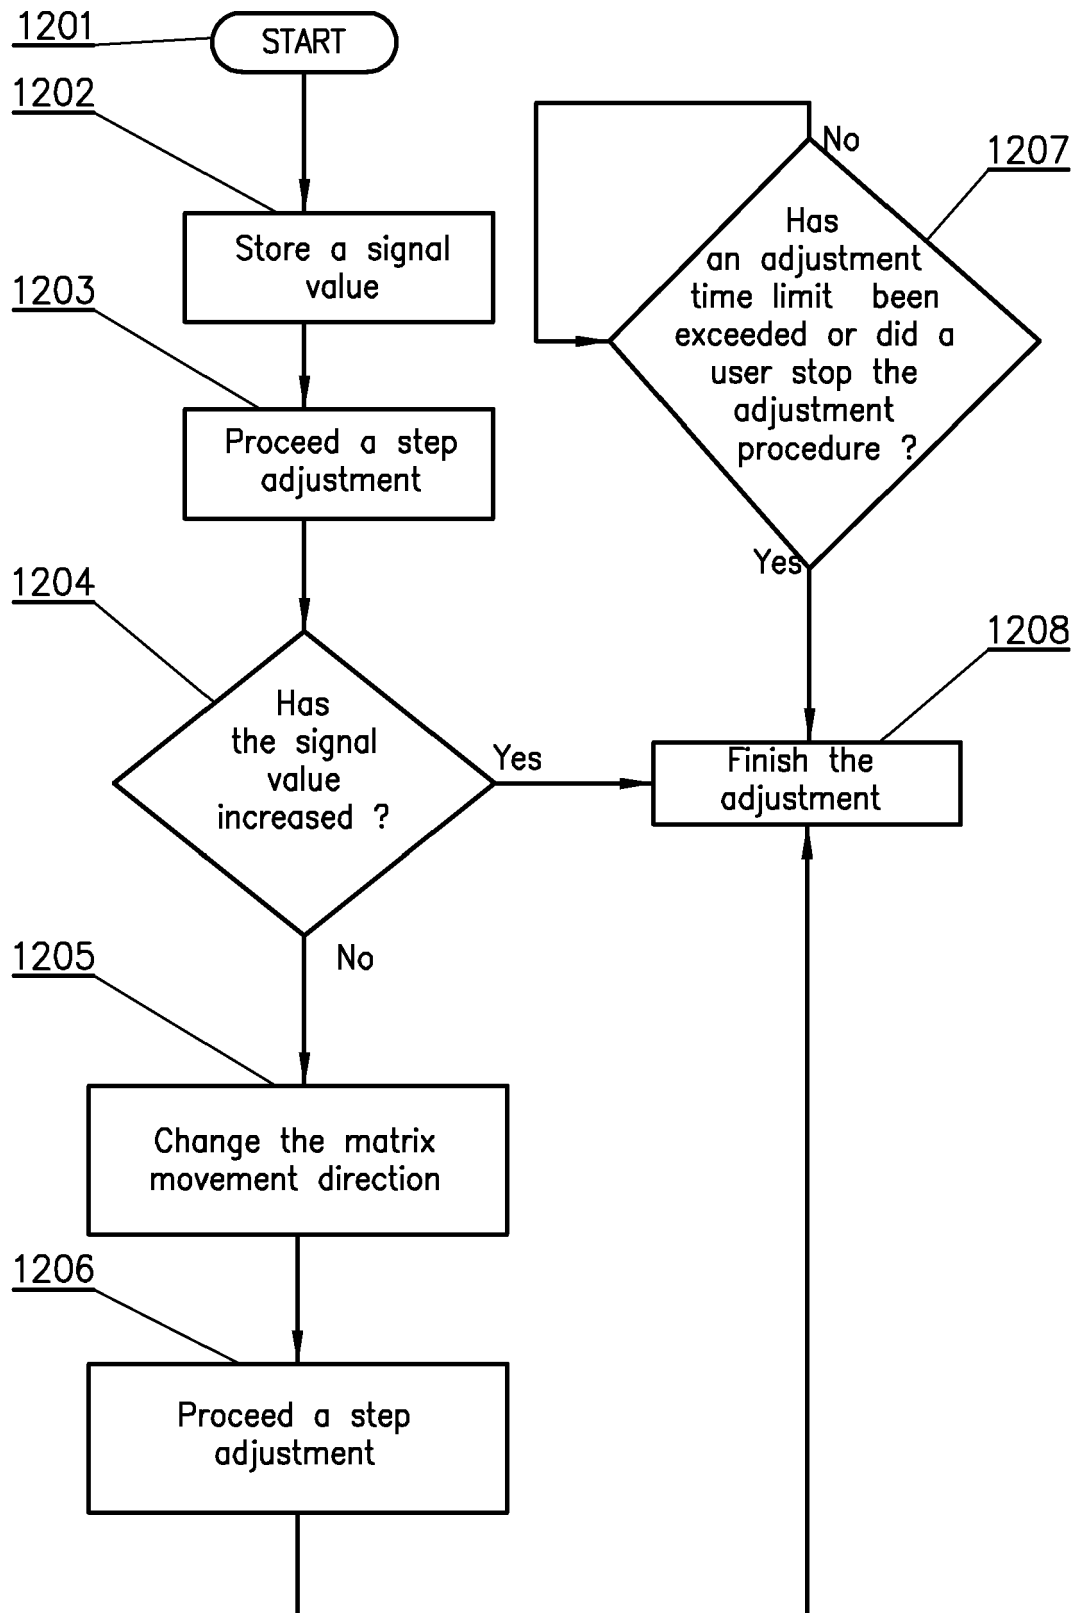 1201
START
1202
Store a signal
value
1203
Proceed a step
adjustment
1204
Has
the signal
value
increased ?
Yes
No
1205
Change the matrix
movement direction
1206
Proceed a step
adjustment
No
1207
Has
an adjustment
time limit been
exceeded or did a
user stop the
adjustment
procedure ?
Yes
1208
Finish the
adjustment